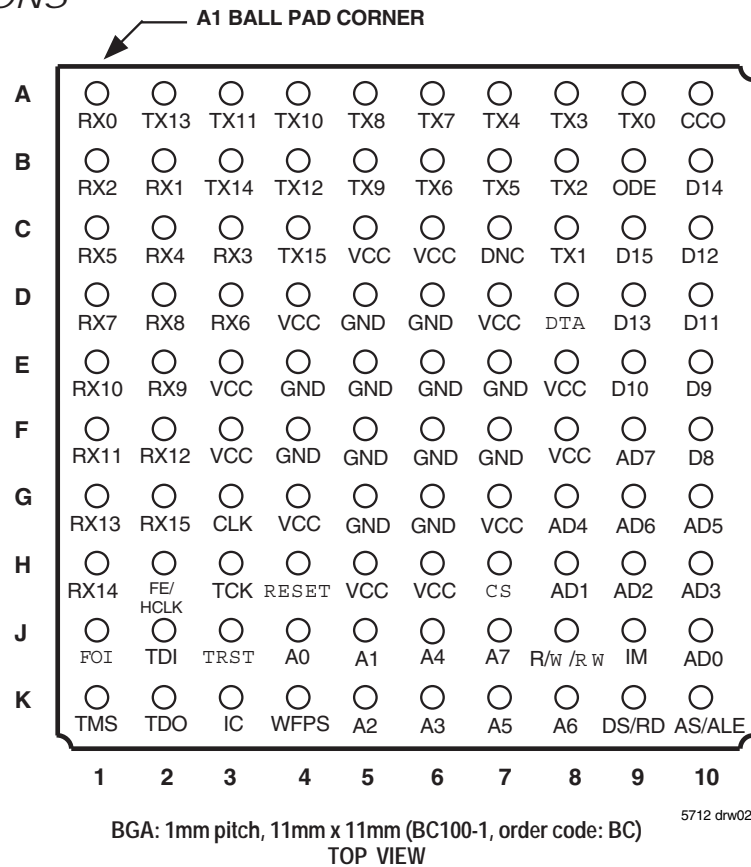 ONS
A1 BALL PAD CORNER
A
RX0 TX13 TX11 TX10 TX8 TX7 TX4 TX3 TX0 CCO
B
RX2 RX1 TX14 TX12 TX9 TX6 TX5 TX2 ODE D14
C
RX5 RX4 RX3 TX15 VCC VCC DNC TX1 D15 D12
D
RX7 RX8 RX6 VCC GND GND VCC DTA D13 D11
E
RX10 RX9 VCC GND GND GND GND VCC D10 D9
F
RX11 RX12 VCC GND GND GND GND VCC AD7 D8
G
RX13 RX15 CLK VCC GND GND VCC AD4 AD6 AD5
H
RX14 FE/HCLK TCK RESET VCC VCC CS AD1 AD2 AD3
J
FOI TDI TRST A0 A1 A4 A7 R/W /R W IM AD0
K
TMS TDO IC WFPS A2 A3 A5 A6 DS/RD AS/ALE
1 2 3 4 5 6 7 8 9 10
5712 drw02
BGA: 1mm pitch, 11mm x 11mm (BC100-1, order code: BC)
TOP VIEW